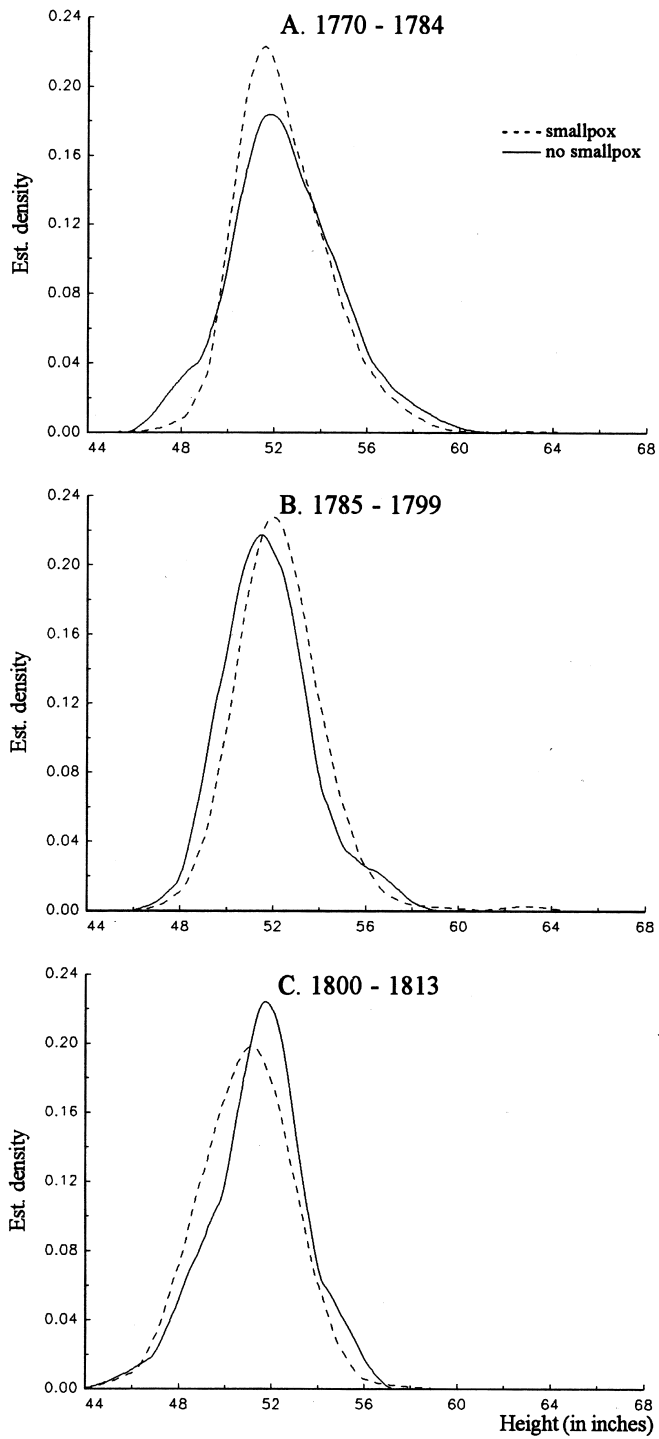 A. 1770 - 1784
0.24
0.20
0.16
0.12
0.08
0.04
0.00
Est. density
smallpox
no smallpox
44 48 52 56 60 64 68
B. 1785 - 1799
0.24
0.20
0.16
0.12
0.08
0.04
0.00
Est. density
44 48 52 56 60 64 68
C. 1800 - 1813
0.24
0.20
0.16
0.12
0.08
0.04
0.00
Est. density
44 48 52 56 60 64 68
Height (in inches)